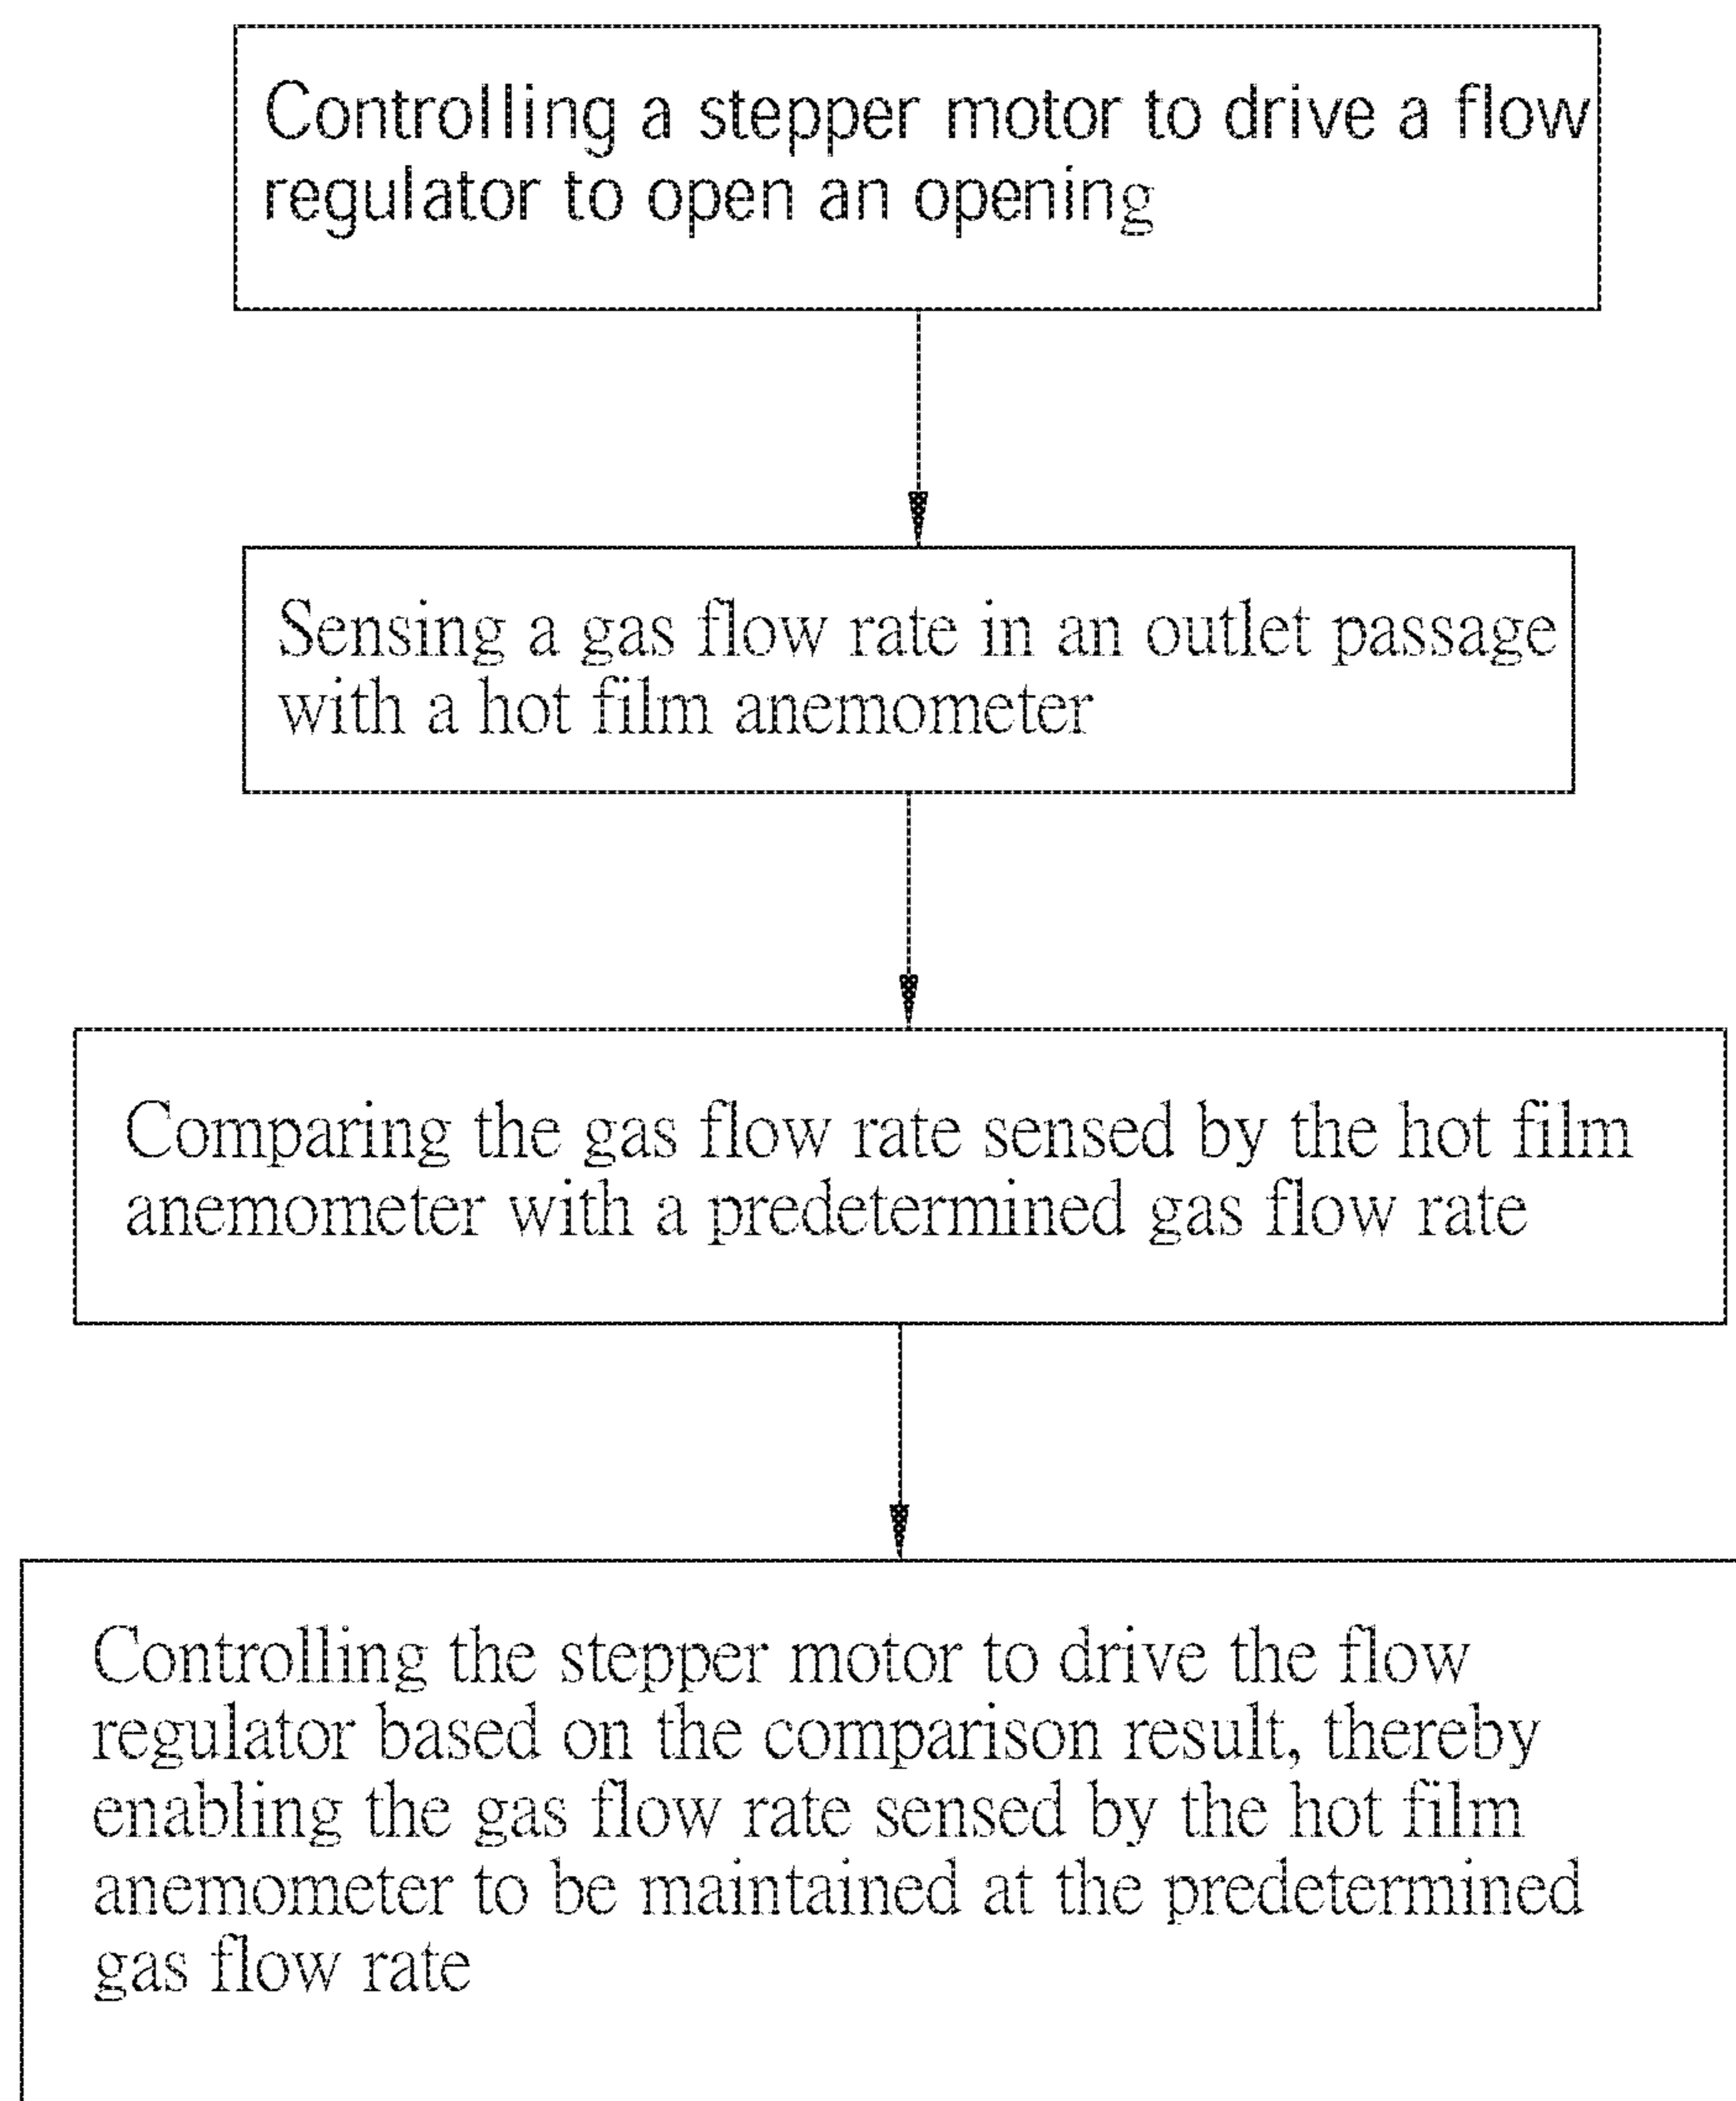 Controlling a stepper motor to drive a flow
regulator to open an opening
Sensing a gas flow rate in an outlet passage
with a hot film anemometer
Comparing the gas flow rate sensed by the hot film
anemometer with a predetermined gas flow rate
Controlling the stepper motor to drive the flow
regulator based on the comparison result, thereby
enabling the gas flow rate sensed by the hot film
anemometer to be maintained at the predetermined
gas flow rate